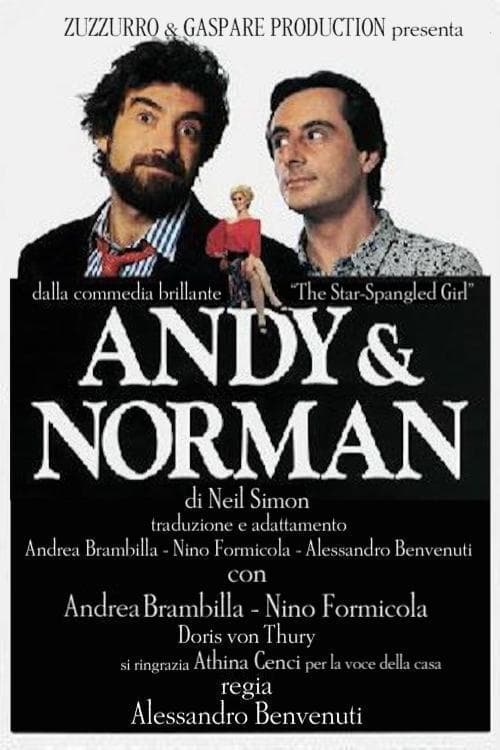 ZUZZURRO & GASPARE PRODUCTION presenta
dalla commedia brillante "The Star-Spangled Girl"
ANDY &
NORMAN
di Neil Simon
traduzione e adattamento
Andrea Brambilla - Nino Formicola - Alessandro Benvenuti
con
Andrea Brambilla - Nino Formicola
Doris von Thury
si ringrazia Athina Cenci per la voce della casa
regia
Alessandro Benvenuti